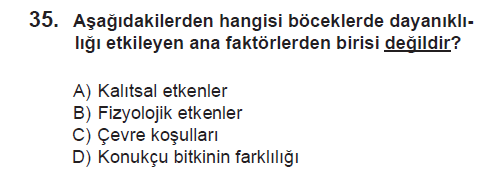 35. Aşağıdakilerden hangisi böceklerde dayanıklı-
lığı etkileyen ana faktörlerden birisi değildir?
A) Kalıtsal etkenler
B) Fizyolojik etkenler
C) Çevre koşulları
D) Konukçu bitkinin farklılığı